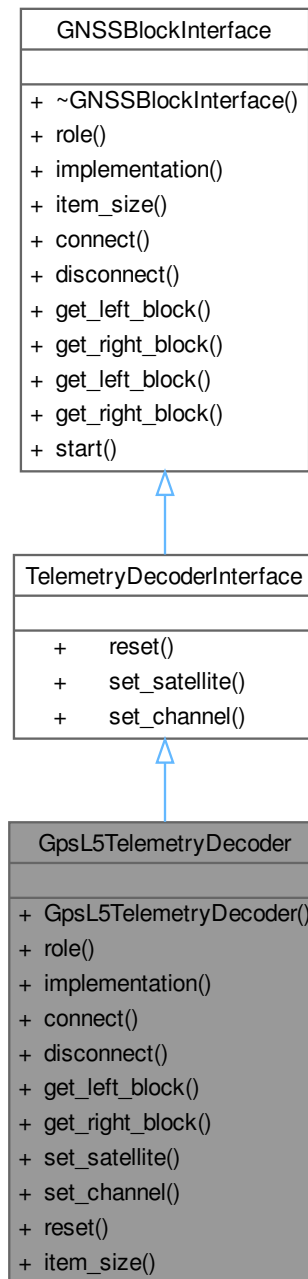 GNSSBlockInterface
+ ~GNSSBlockInterface()
+ role()
+ implementation()
+ item_size()
+ connect()
+ disconnect()
+ get_left_block()
+ get_right_block()
+ get_left_block()
+ get_right_block()
+ start()
TelemetryDecoderInterface
+ reset()
+ set_satellite()
+ set_channel()
GpsL5TelemetryDecoder
+ GpsL5TelemetryDecoder()
+ role()
+ implementation()
+ connect()
+ disconnect()
+ get_left_block()
+ get_right_block()
+ set_satellite()
+ set_channel()
+ reset()
+ item_size()